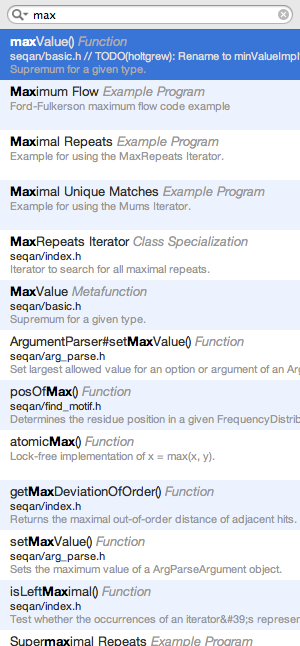 max
maxValue() Function
seqan/basic.h // TODO(holtgrew): Rename to minValueImpl
Supremum for a given type.
Maximum Flow Example Program
Ford-Fulkerson maximum flow code example
Maximal Repeats Example Program
Example for using the MaxRepeats Iterator.
Maximal Unique Matches Example Program
Example for using the Mums Iterator.
MaxRepeats Iterator Class Specialization
seqan/index.h
Iterator to search for all maximal repeats.
MaxValue Metafunction
seqan/basic.h
Supremum for a given type.
ArgumentParser#setMaxValue() Function
seqan/arg_parse.h
Set largest allowed value for an option or argument of an Arg
posOfMax() Function
seqan/find_motif.h
Determines the residue position in a given FrequencyDistrib
atomicMax() Function
Lock-free implementation of x = max(x, y).
getMaxDeviationOfOrder() Function
seqan/index.h
Returns the maximal out-of-order distance of adjacent hits.
setMaxValue() Function
seqan/arg_parse.h
Sets the maximum value of a ArgParseArgument object.
isLeftMaximal() Function
seqan/index.h
Test whether the occurrences of an iterator&#39;s represen
Supermaximal Repeats Example Program